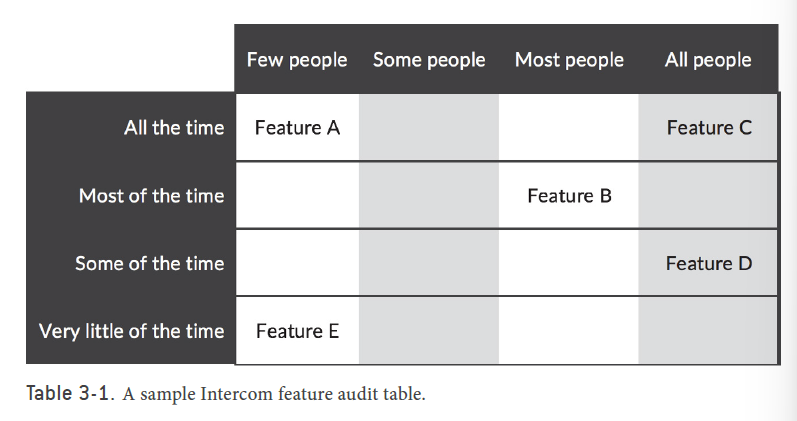 Few people Some people Most people All people
All the time Feature A Feature C
Most of the time Feature B
Some of the time Feature D
Very little of the time Feature E
Table 3-1. A sample Intercom feature audit table.